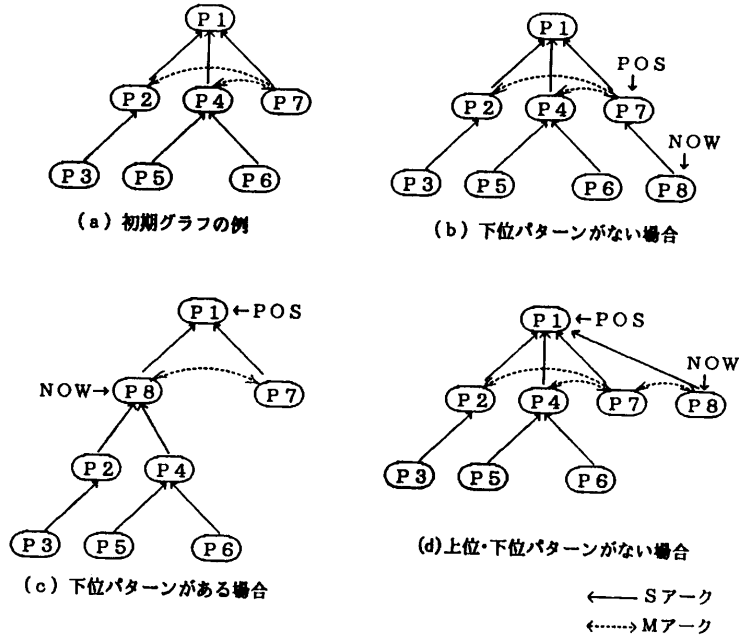 P1
P2 P4 P7
P3 P5 P6
(a) 初期グラフの例
P1
POS
↓
P2 P4 P7
NOW
↓
P3 P5 P6 P8
(b) 下位パターンがない場合
P1 ←POS
NOW→ P8 P7
P2 P4
P3 P5 P6
(c) 下位パターンがある場合
P1 ←POS
NOW
↓
P2 P4 P7 P8
P3 P5 P6
(d)上位・下位パターンがない場合
Sアーク
Mアーク